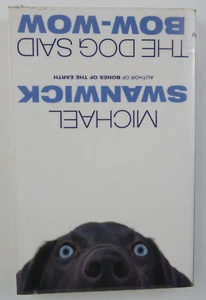 MICHAEL
SWANWICK
AUTHOR OF BONES OF THE EARTH
THE DOG SAID
BOW-WOW